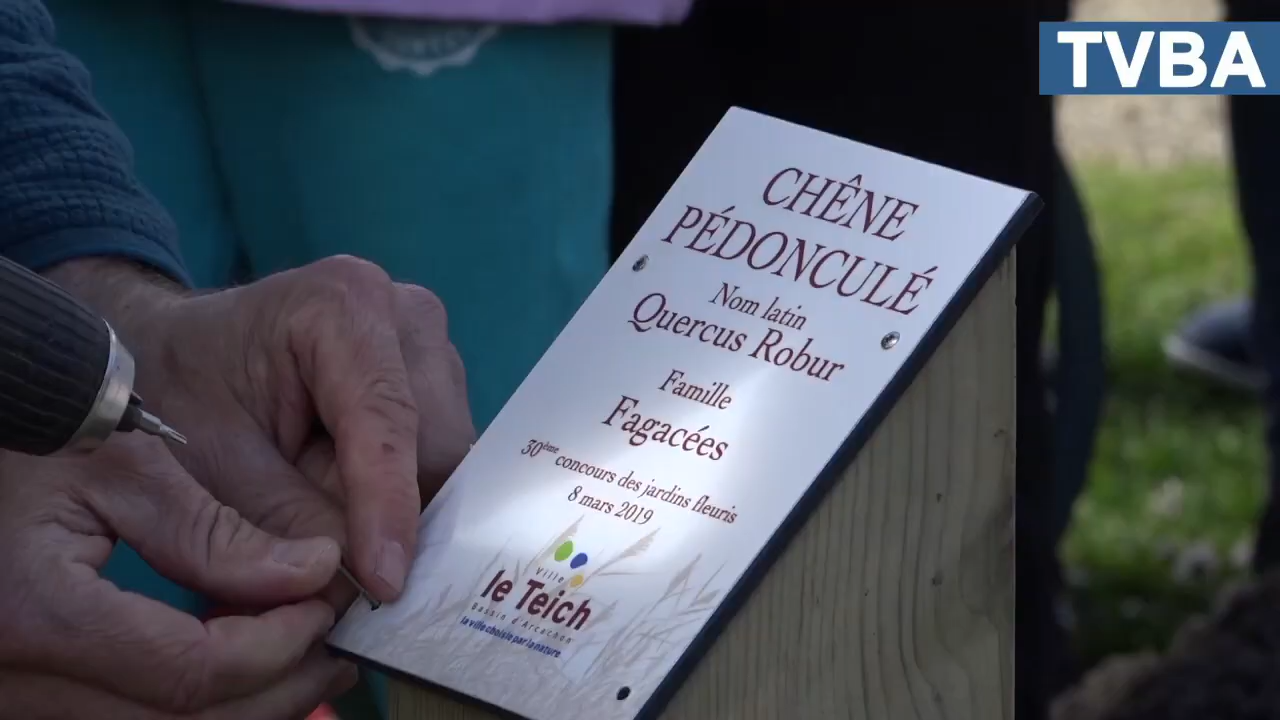 TVBA
CHÊNE
PÉDONCULÉ
Nom latin
Quercus Robur
Famille
Fagacées
30ème concours des jardins fleuris
8 mars 2019
Ville
le Teich
Bassin d'Arcachon
la ville choisie par la nature